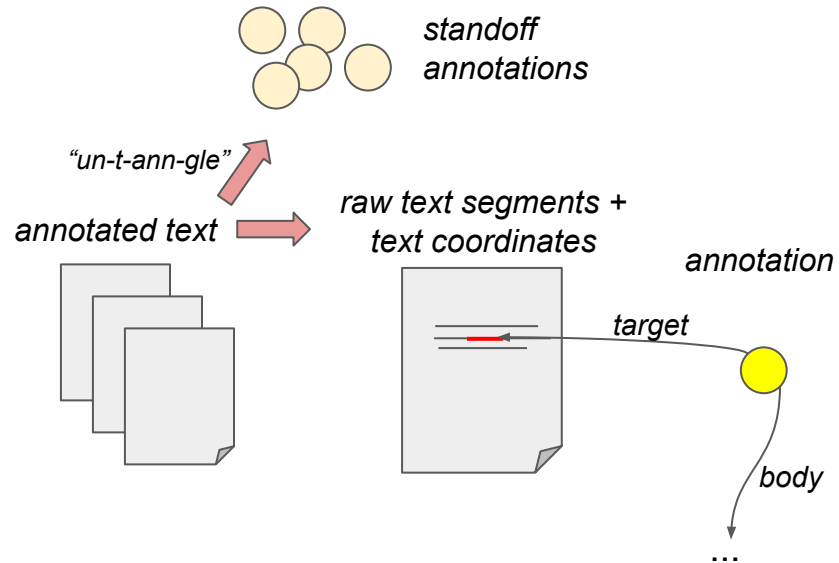 standoff
annotations
“un-t-ann-gle”
annotated text
raw text segments +
text coordinates
annotation
target
body
...